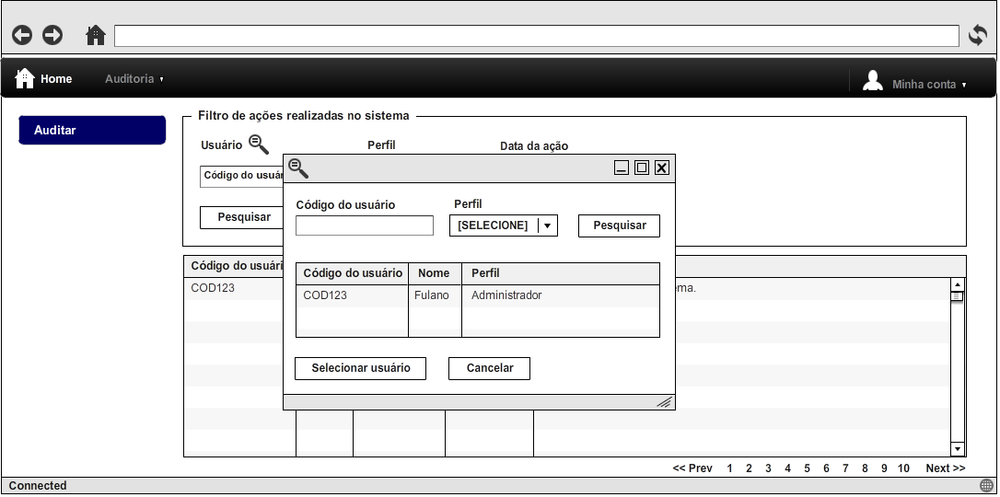 Home Auditoria Minha conta
Auditar
Filtro de ações realizadas no sistema
Usuário Perfil Data da ação
Código do usuár
Pesquisar
Código do usuário Perfil
[SELECIONE] Pesquisar
Código do usuário Nome Perfil
COD123 Fulano Administrador
Selecionar usuário Cancelar
Código do usuári
COD123 ema.
<< Prev 1 2 3 4 5 6 7 8 9 10 Next >>
Connected